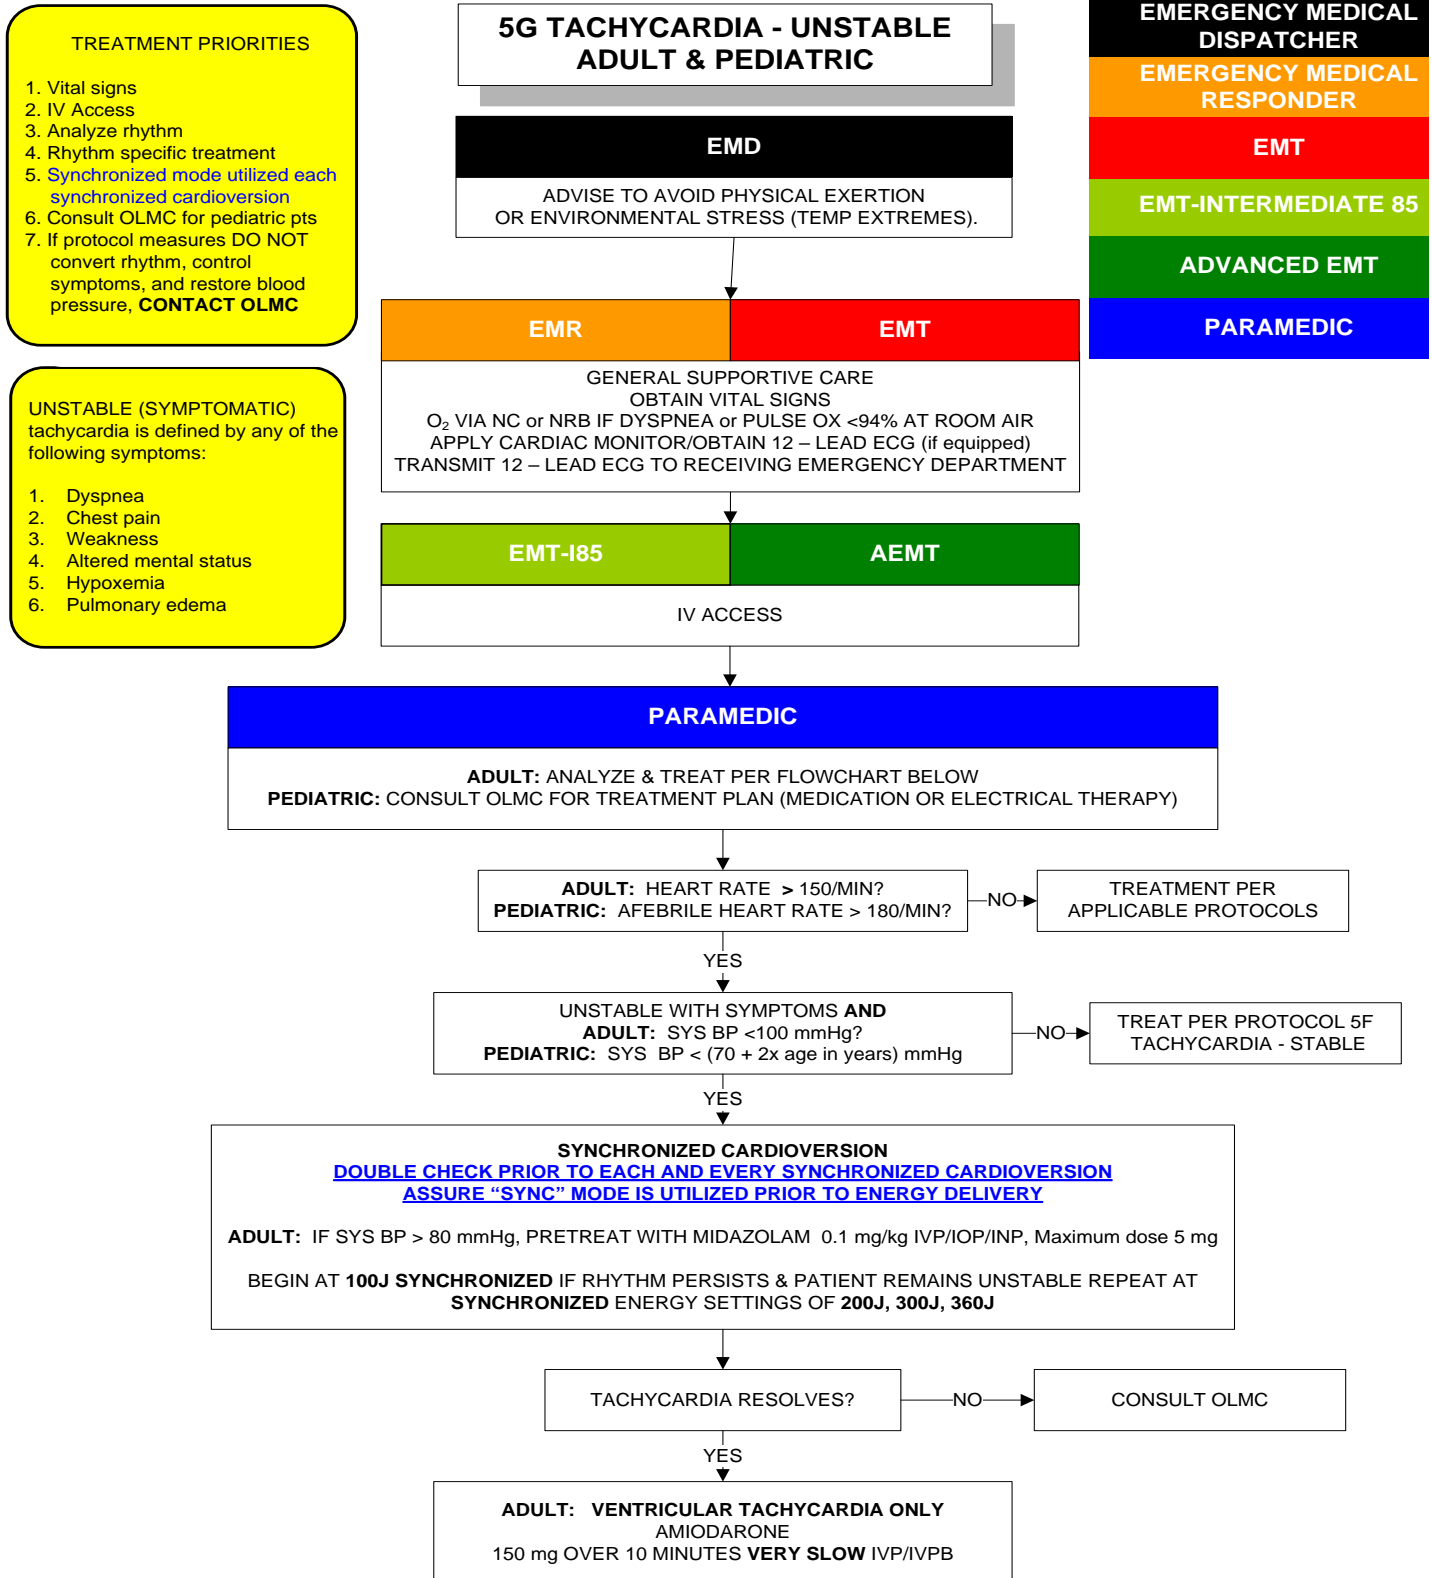 TREATMENT PRIORITIES
1. Vital signs
2. IV Access
3. Analyze rhythm
4. Rhythm specific treatment
5. Synchronized mode utilized each
synchronized cardioversion
6. Consult OLMC for pediatric pts
7. If protocol measures DO NOT
convert rhythm, control
symptoms, and restore blood
pressure, CONTACT OLMC
UNSTABLE (SYMPTOMATIC)
tachycardia is defined by any of the
following symptoms:
1. Dyspnea
2. Chest pain
3. Weakness
4. Altered mental status
5. Hypoxemia
6. Pulmonary edema
5G TACHYCARDIA - UNSTABLE
ADULT & PEDIATRIC
EMERGENCY MEDICAL
DISPATCHER
EMERGENCY MEDICAL
RESPONDER
EMT
EMT-INTERMEDIATE 85
ADVANCED EMT
PARAMEDIC
EMD
ADVISE TO AVOID PHYSICAL EXERTION
OR ENVIRONMENTAL STRESS (TEMP EXTREMES).
EMR
EMT
GENERAL SUPPORTIVE CARE
OBTAIN VITAL SIGNS
O₂ VIA NC or NRB IF DYSPNEA or PULSE OX <94% AT ROOM AIR
APPLY CARDIAC MONITOR/OBTAIN 12 – LEAD ECG (if equipped)
TRANSMIT 12 – LEAD ECG TO RECEIVING EMERGENCY DEPARTMENT
EMT-I85
AEMT
IV ACCESS
PARAMEDIC
ADULT: ANALYZE & TREAT PER FLOWCHART BELOW
PEDIATRIC: CONSULT OLMC FOR TREATMENT PLAN (MEDICATION OR ELECTRICAL THERAPY)
ADULT: HEART RATE > 150/MIN?
PEDIATRIC: AFEBRILE HEART RATE > 180/MIN?
NO
TREATMENT PER
APPLICABLE PROTOCOLS
YES
UNSTABLE WITH SYMPTOMS AND
ADULT: SYS BP <100 mmHg?
PEDIATRIC: SYS BP < (70 + 2x age in years) mmHg
NO
TREAT PER PROTOCOL 5F
TACHYCARDIA - STABLE
YES
SYNCHRONIZED CARDIOVERSION
DOUBLE CHECK PRIOR TO EACH AND EVERY SYNCHRONIZED CARDIOVERSION
ASSURE “SYNC” MODE IS UTILIZED PRIOR TO ENERGY DELIVERY
ADULT: IF SYS BP > 80 mmHg, PRETREAT WITH MIDAZOLAM 0.1 mg/kg IVP/IOP/INP, Maximum dose 5 mg
BEGIN AT 100J SYNCHRONIZED IF RHYTHM PERSISTS & PATIENT REMAINS UNSTABLE REPEAT AT
SYNCHRONIZED ENERGY SETTINGS OF 200J, 300J, 360J
TACHYCARDIA RESOLVES?
NO
CONSULT OLMC
YES
ADULT: VENTRICULAR TACHYCARDIA ONLY
AMIODARONE
150 mg OVER 10 MINUTES VERY SLOW IVP/IVPB